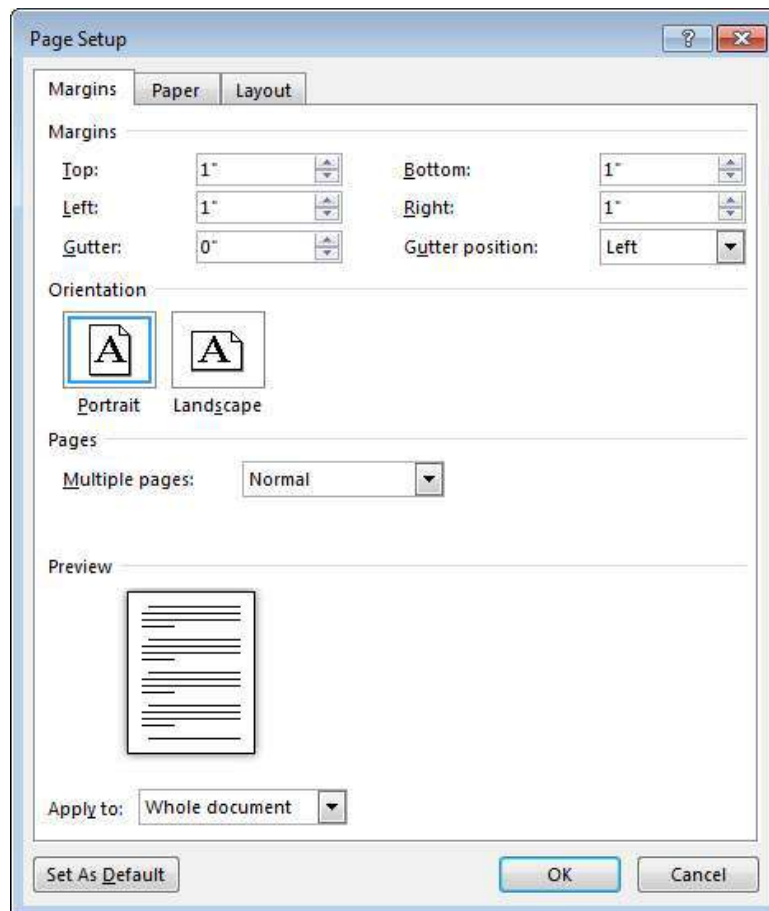 Page Setup
Margins Paper Layout
Margins
Top: 1" Bottom: 1"
Left: 1" Right: 1"
Gutter: 0" Gutter position: Left
Orientation
A A
Portrait Landscape
Pages
Multiple pages: Normal
Preview
Apply to: Whole document
Set As Default OK Cancel